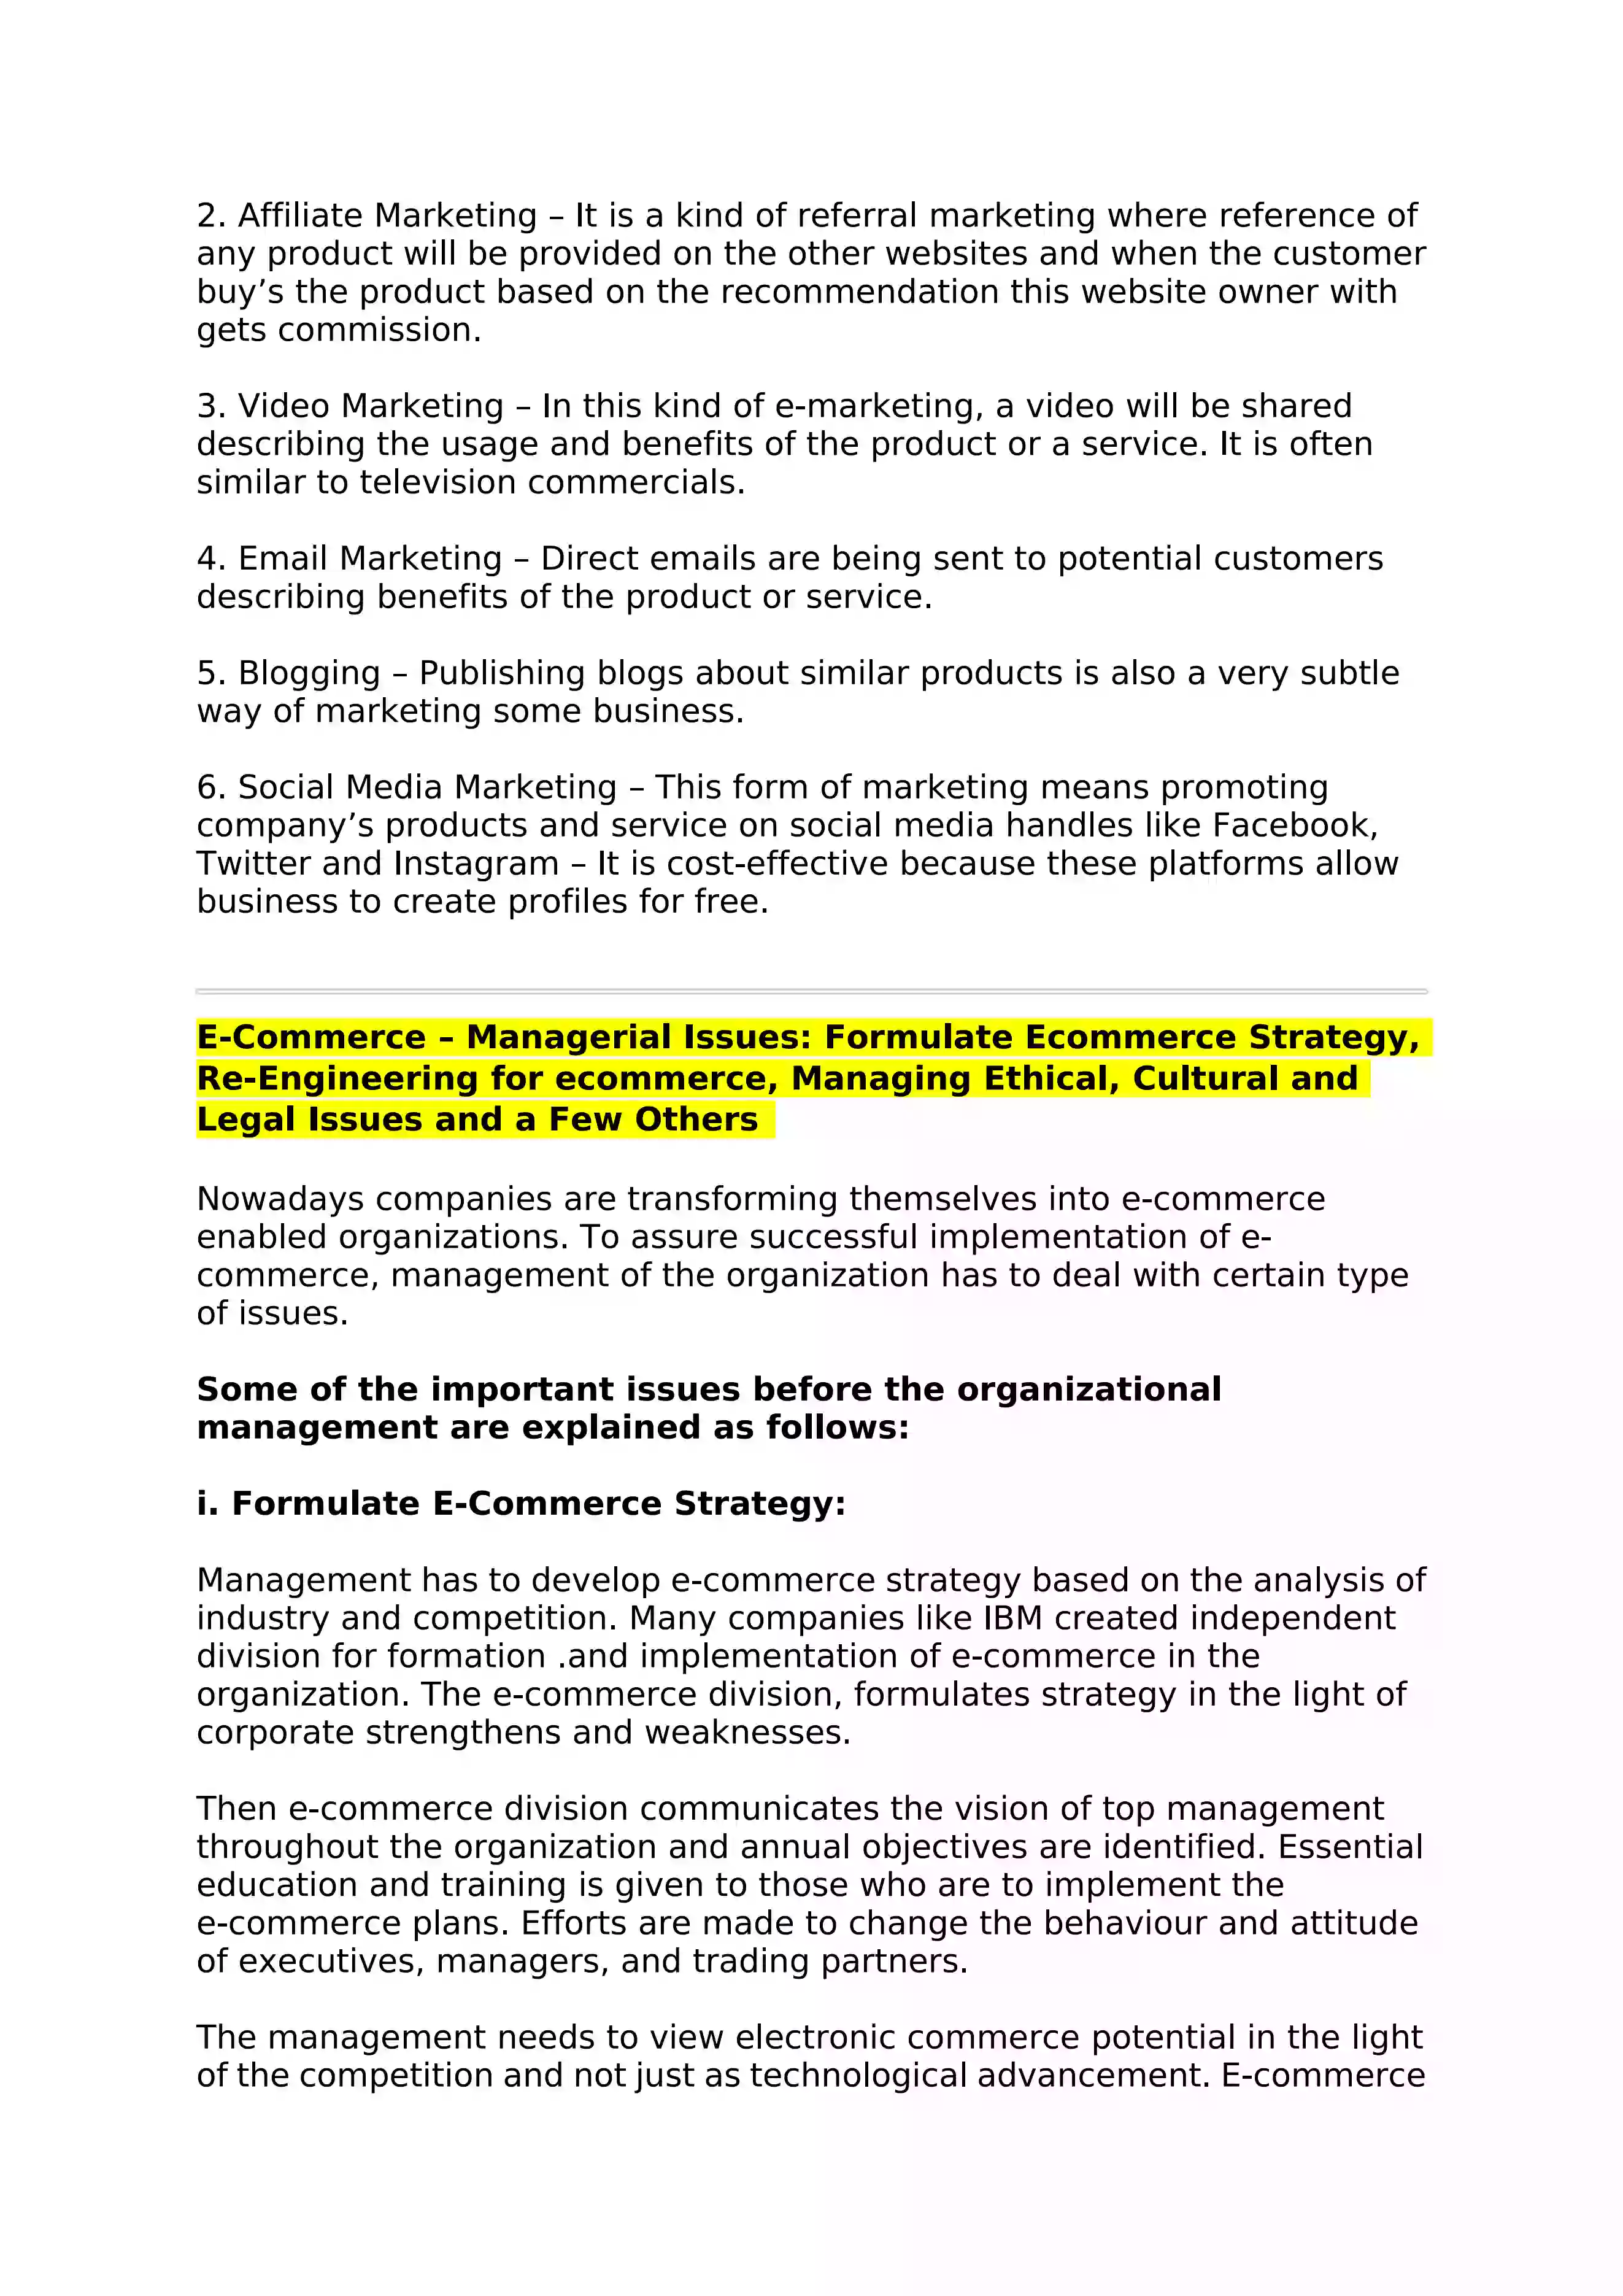 2. Affiliate Marketing – It is a kind of referral marketing where reference of
any product will be provided on the other websites and when the customer
buy’s the product based on the recommendation this website owner with
gets commission.
3. Video Marketing – In this kind of e-marketing, a video will be shared
describing the usage and benefits of the product or a service. It is often
similar to television commercials.
4. Email Marketing – Direct emails are being sent to potential customers
describing benefits of the product or service.
5. Blogging – Publishing blogs about similar products is also a very subtle
way of marketing some business.
6. Social Media Marketing – This form of marketing means promoting
company’s products and service on social media handles like Facebook,
Twitter and Instagram – It is cost-effective because these platforms allow
business to create profiles for free.
E-Commerce – Managerial Issues: Formulate Ecommerce Strategy,
Re-Engineering for ecommerce, Managing Ethical, Cultural and
Legal Issues and a Few Others
Nowadays companies are transforming themselves into e-commerce
enabled organizations. To assure successful implementation of e-
commerce, management of the organization has to deal with certain type
of issues.
Some of the important issues before the organizational
management are explained as follows:
i. Formulate E-Commerce Strategy:
Management has to develop e-commerce strategy based on the analysis of
industry and competition. Many companies like IBM created independent
division for formation .and implementation of e-commerce in the
organization. The e-commerce division, formulates strategy in the light of
corporate strengthens and weaknesses.
Then e-commerce division communicates the vision of top management
throughout the organization and annual objectives are identified. Essential
education and training is given to those who are to implement the
e-commerce plans. Efforts are made to change the behaviour and attitude
of executives, managers, and trading partners.
The management needs to view electronic commerce potential in the light
of the competition and not just as technological advancement. E-commerce